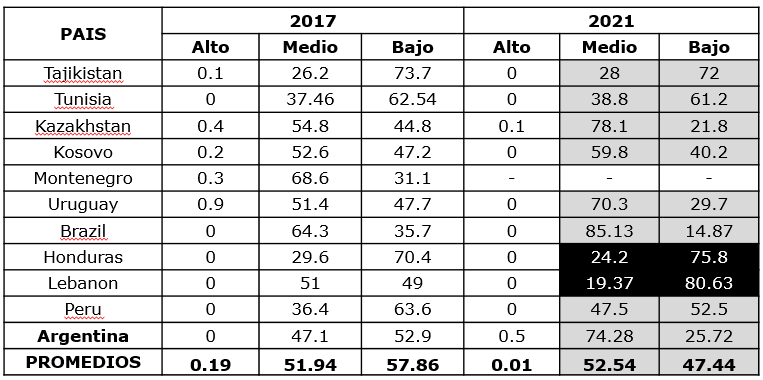 PAIS 2017 2021
Alto Medio Bajo Alto Medio Bajo
Tajikistan 0.1 26.2 73.7 0 28 72
Tunisia 0 37.46 62.54 0 38.8 61.2
Kazakhstan 0.4 54.8 44.8 0.1 78.1 21.8
Kosovo 0.2 52.6 47.2 0 59.8 40.2
Montenegro 0.3 68.6 31.1 - - -
Uruguay 0.9 51.4 47.7 0 70.3 29.7
Brazil 0 64.3 35.7 0 85.13 14.87
Honduras 0 29.6 70.4 0 24.2 75.8
Lebanon 0 51 49 0 19.37 80.63
Peru 0 36.4 63.6 0 47.5 52.5
Argentina 0 47.1 52.9 0.5 74.28 25.72
PROMEDIOS 0.19 51.94 57.86 0.01 52.54 47.44